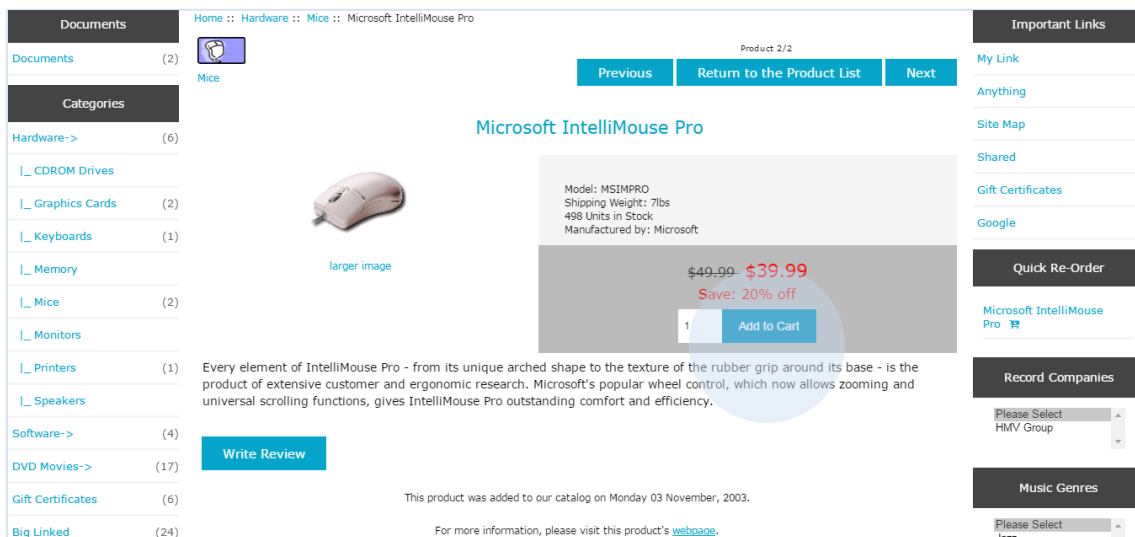 Documents
Documents (2)
Categories
Hardware-> (6)
|_ CDROM Drives
|_ Graphics Cards (2)
|_ Keyboards (1)
|_ Memory
|_ Mice (2)
|_ Monitors
|_ Printers (1)
|_ Speakers
Software-> (4)
DVD Movies-> (17)
Gift Certificates (6)
Big Linked (24)
Home :: Hardware :: Mice :: Microsoft IntelliMouse Pro
Mice
Product 2/2
Previous
Return to the Product List
Next
Microsoft IntelliMouse Pro
larger image
Model: MSIMPRO
Shipping Weight: 7lbs
498 Units in Stock
Manufactured by: Microsoft
$49.99 $39.99
Save: 20% off
1
Add to Cart
Every element of IntelliMouse Pro - from its unique arched shape to the texture of the rubber grip around its base - is the
product of extensive customer and ergonomic research. Microsoft's popular wheel control, which now allows zooming and
universal scrolling functions, gives IntelliMouse Pro outstanding comfort and efficiency.
Write Review
This product was added to our catalog on Monday 03 November, 2003.
For more information, please visit this product's webpage.
Important Links
My Link
Anything
Site Map
Shared
Gift Certificates
Google
Quick Re-Order
Microsoft IntelliMouse
Pro
Record Companies
Please Select
HMV Group
Music Genres
Please Select